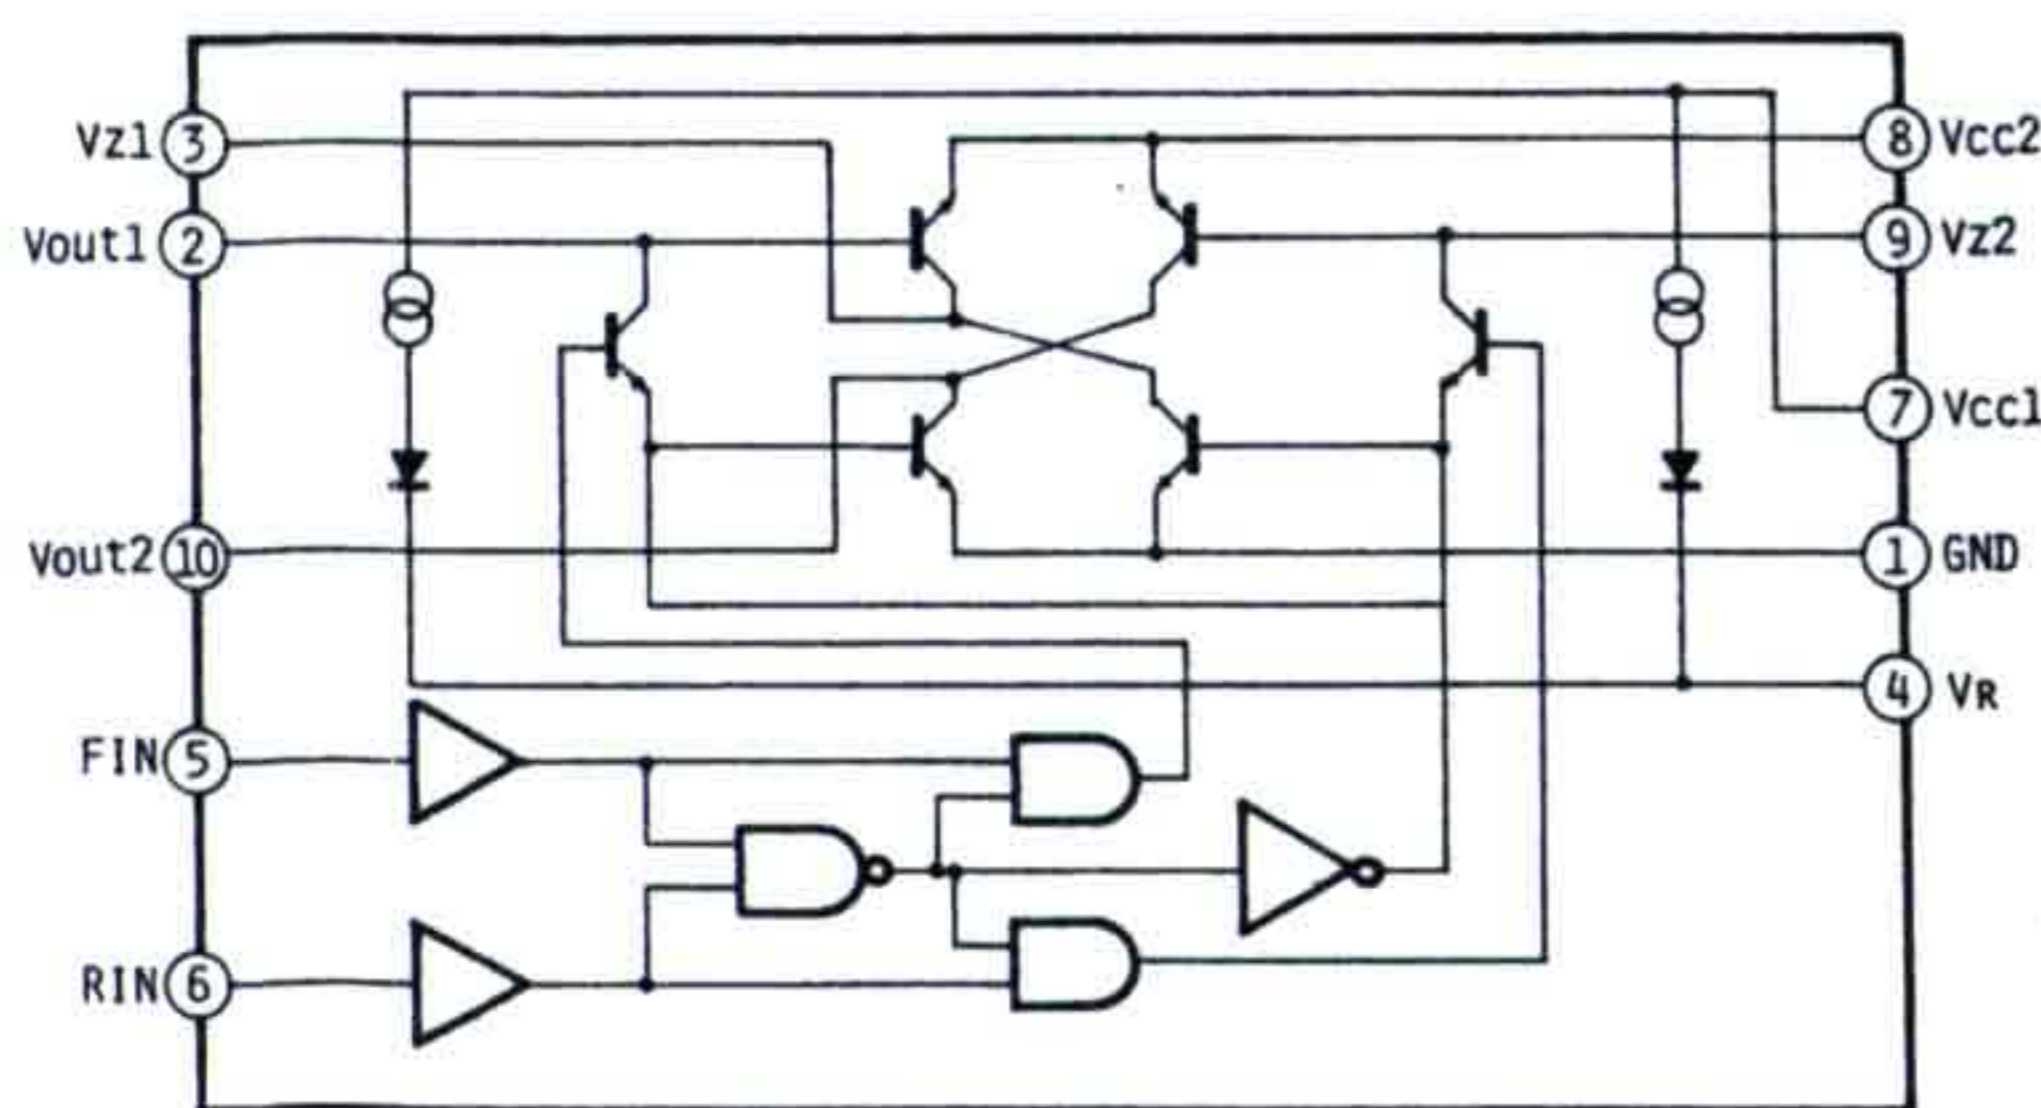 Vz1 3
8 Vcc2
Vout1 2
9 Vz2
7 Vcc1
Vout2 10
1 GND
4 VR
FIN 5
RIN 6